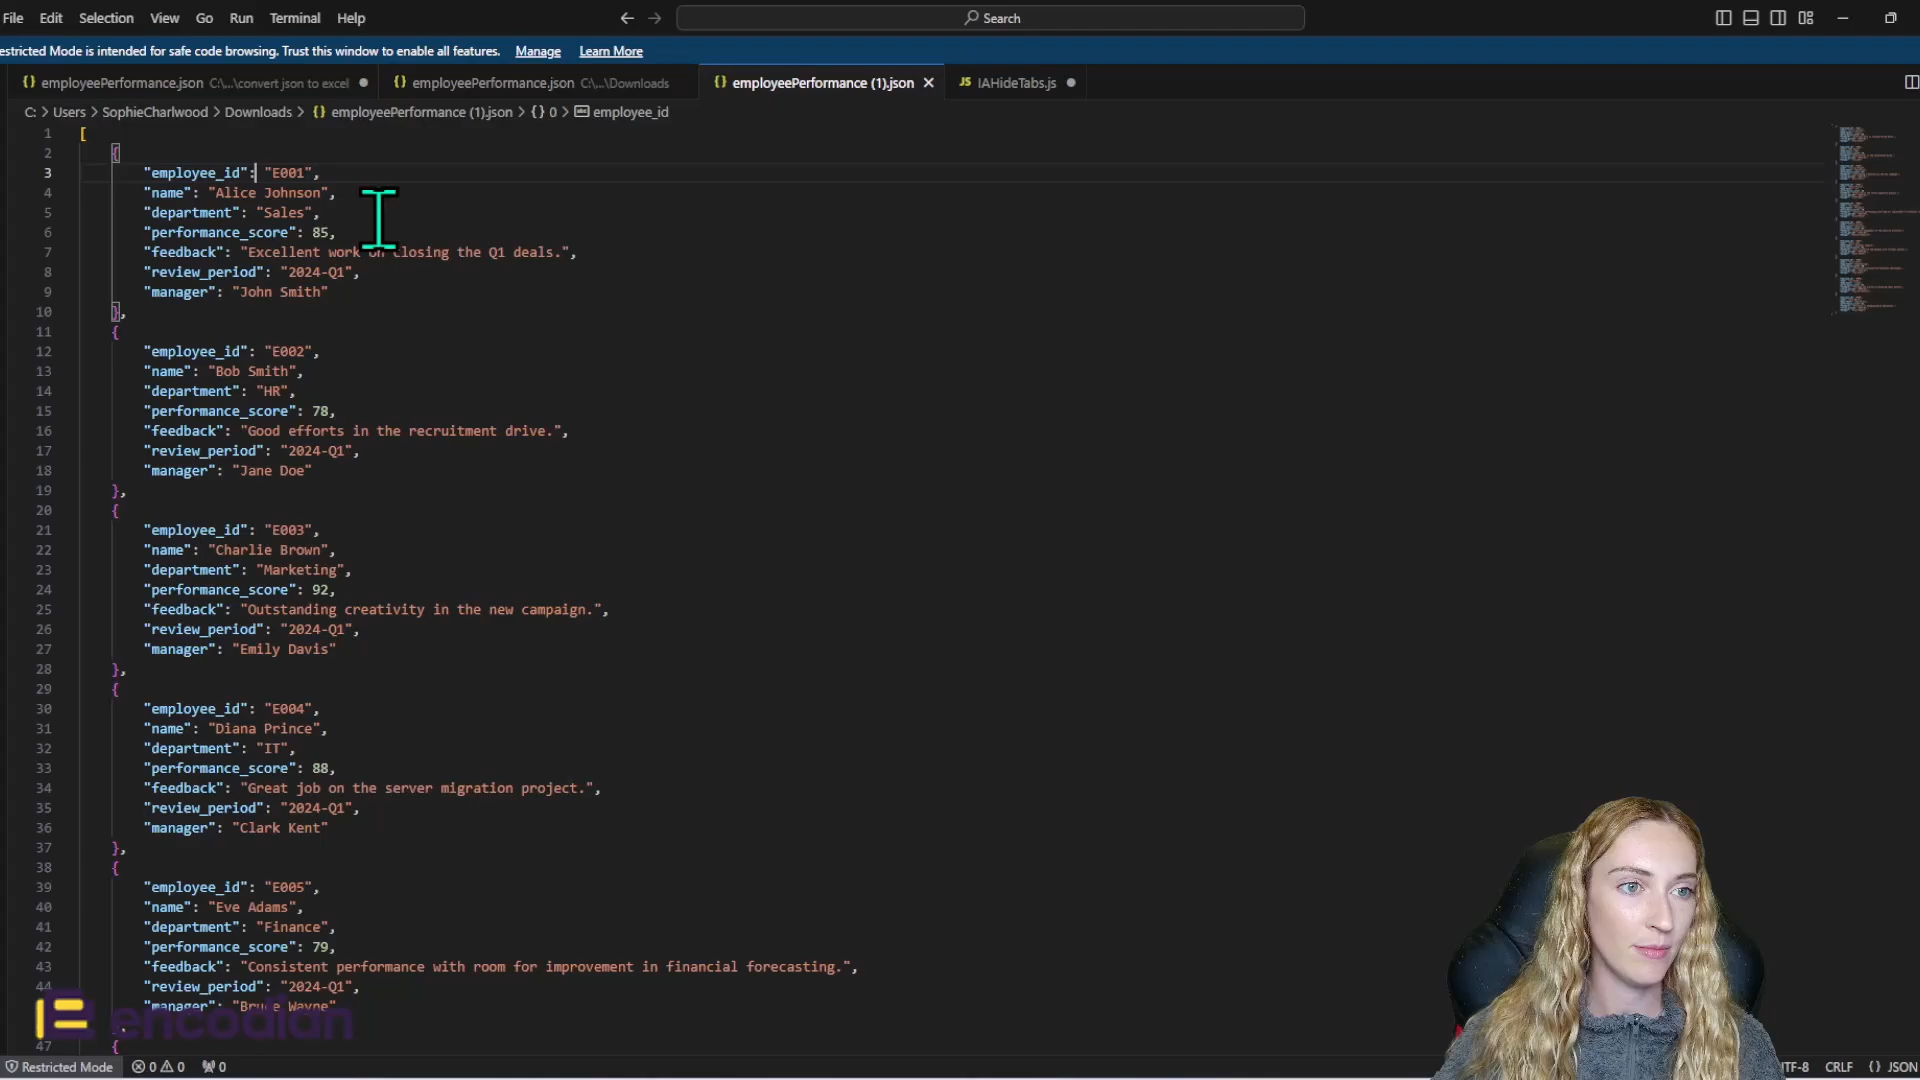 File Edit Selection View Go Run Terminal Help Search
estricted Mode is intended for safe code browsing. Trust this window to enable all features. Manage Learn More
employeePerformance.json C:\...\convert json to excel employeePerformance.json C:\...\Downloads employeePerformance (1).json IAHideTabs.js
C: > Users > SophieCharlwood > Downloads > {} employeePerformance (1).json > {} 0 > employee_id
1 [
2 {
3 "employee_id": "E001",
4 "name": "Alice Johnson",
5 "department": "Sales",
6 "performance_score": 85,
7 "feedback": "Excellent work on closing the Q1 deals.",
8 "review_period": "2024-Q1",
9 "manager": "John Smith"
10 },
11 {
12 "employee_id": "E002",
13 "name": "Bob Smith",
14 "department": "HR",
15 "performance_score": 78,
16 "feedback": "Good efforts in the recruitment drive.",
17 "review_period": "2024-Q1",
18 "manager": "Jane Doe"
19 },
20 {
21 "employee_id": "E003",
22 "name": "Charlie Brown",
23 "department": "Marketing",
24 "performance_score": 92,
25 "feedback": "Outstanding creativity in the new campaign.",
26 "review_period": "2024-Q1",
27 "manager": "Emily Davis"
28 },
29 {
30 "employee_id": "E004",
31 "name": "Diana Prince",
32 "department": "IT",
33 "performance_score": 88,
34 "feedback": "Great job on the server migration project.",
35 "review_period": "2024-Q1",
36 "manager": "Clark Kent"
37 },
38 {
39 "employee_id": "E005",
40 "name": "Eve Adams",
41 "department": "Finance",
42 "performance_score": 79,
43 "feedback": "Consistent performance with room for improvement in financial forecasting.",
44 "review_period": "2024-Q1",
"manager": "Bruce Wayne"
encodian
47 {
Restricted Mode 0 0 0 TF-8 CRLF {} JSON